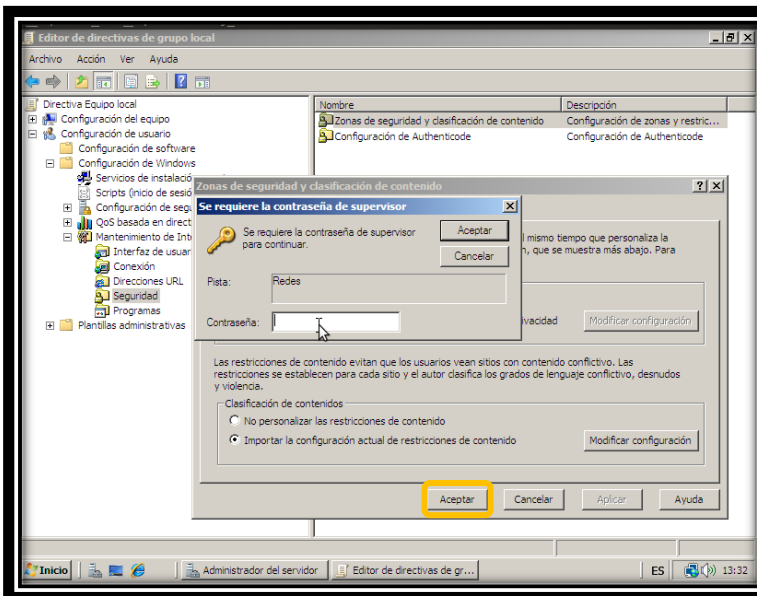 Editor de directivas de grupo local
Archivo Acción Ver Ayuda
Directiva Equipo local
Configuración del equipo
Configuración de usuario
Configuración de software
Configuración de Windows
Servicios de instalació
Scripts (inicio de sesió
Configuración de segu
QoS basada en direct
Mantenimiento de Int
Interfaz de usuar
Conexión
Direcciones URL
Seguridad
Programas
Plantillas administrativas
Nombre Descripción
Zonas de seguridad y clasificación de contenido Configuración de zonas y restric...
Configuración de Authenticode Configuración de Authenticode
Zonas de seguridad y clasificación de contenido
Se requiere la contraseña de supervisor
Se requiere la contraseña de supervisor
para continuar.
Aceptar
Cancelar
Pista: Redes
Contraseña:
l mismo tiempo que personaliza la
n, que se muestra más abajo. Para
ivacidad Modificar configuración
Las restricciones de contenido evitan que los usuarios vean sitios con contenido conflictivo. Las
restricciones se establecen para cada sitio y el autor clasifica los grados de lenguaje conflictivo, desnudos
y violencia.
Clasificación de contenidos
No personalizar las restricciones de contenido
Importar la configuración actual de restricciones de contenido Modificar configuración
Aceptar Cancelar Aplicar Ayuda
Inicio Administrador del servidor Editor de directivas de gr... ES 13:32